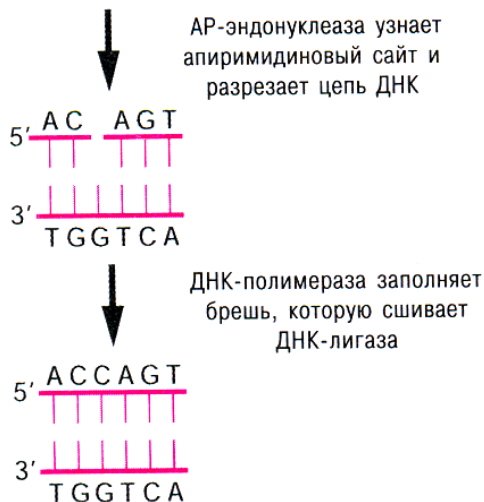 АР-эндонуклеаза узнает
апиримидиновый сайт и
разрезает цепь ДНК
A C A G T
5′
3′
T G G T C A
ДНК-полимераза заполняет
брешь, которую сшивает
ДНК-лигаза
A C C A G T
5′
3′
T G G T C A